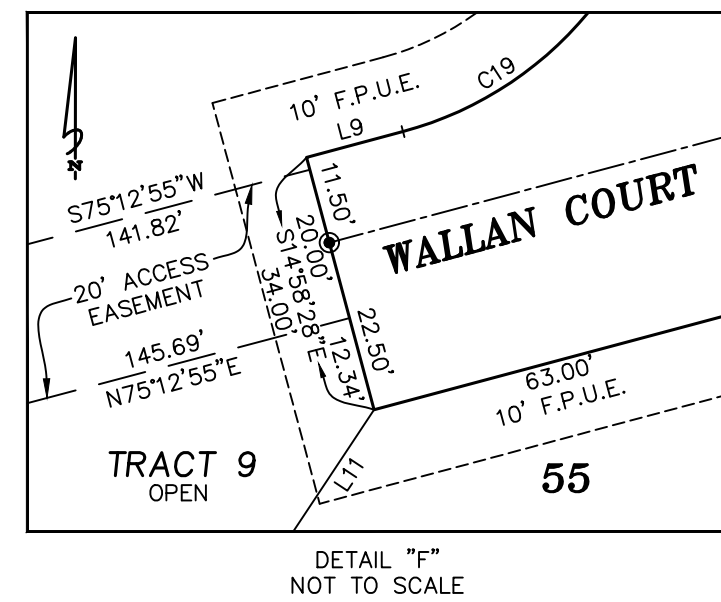 C19
10' F.P.U.E.
L9
N
S75°12'55"W
141.82'
11.50'
20.00'
S14°58'28"E
34.00'
WALLAN COURT
20' ACCESS
EASEMENT
145.69'
N75°12'55"E
12.34'
22.50'
63.00'
10' F.P.U.E.
TRACT 9
OPEN
L11
55
DETAIL "F"
NOT TO SCALE